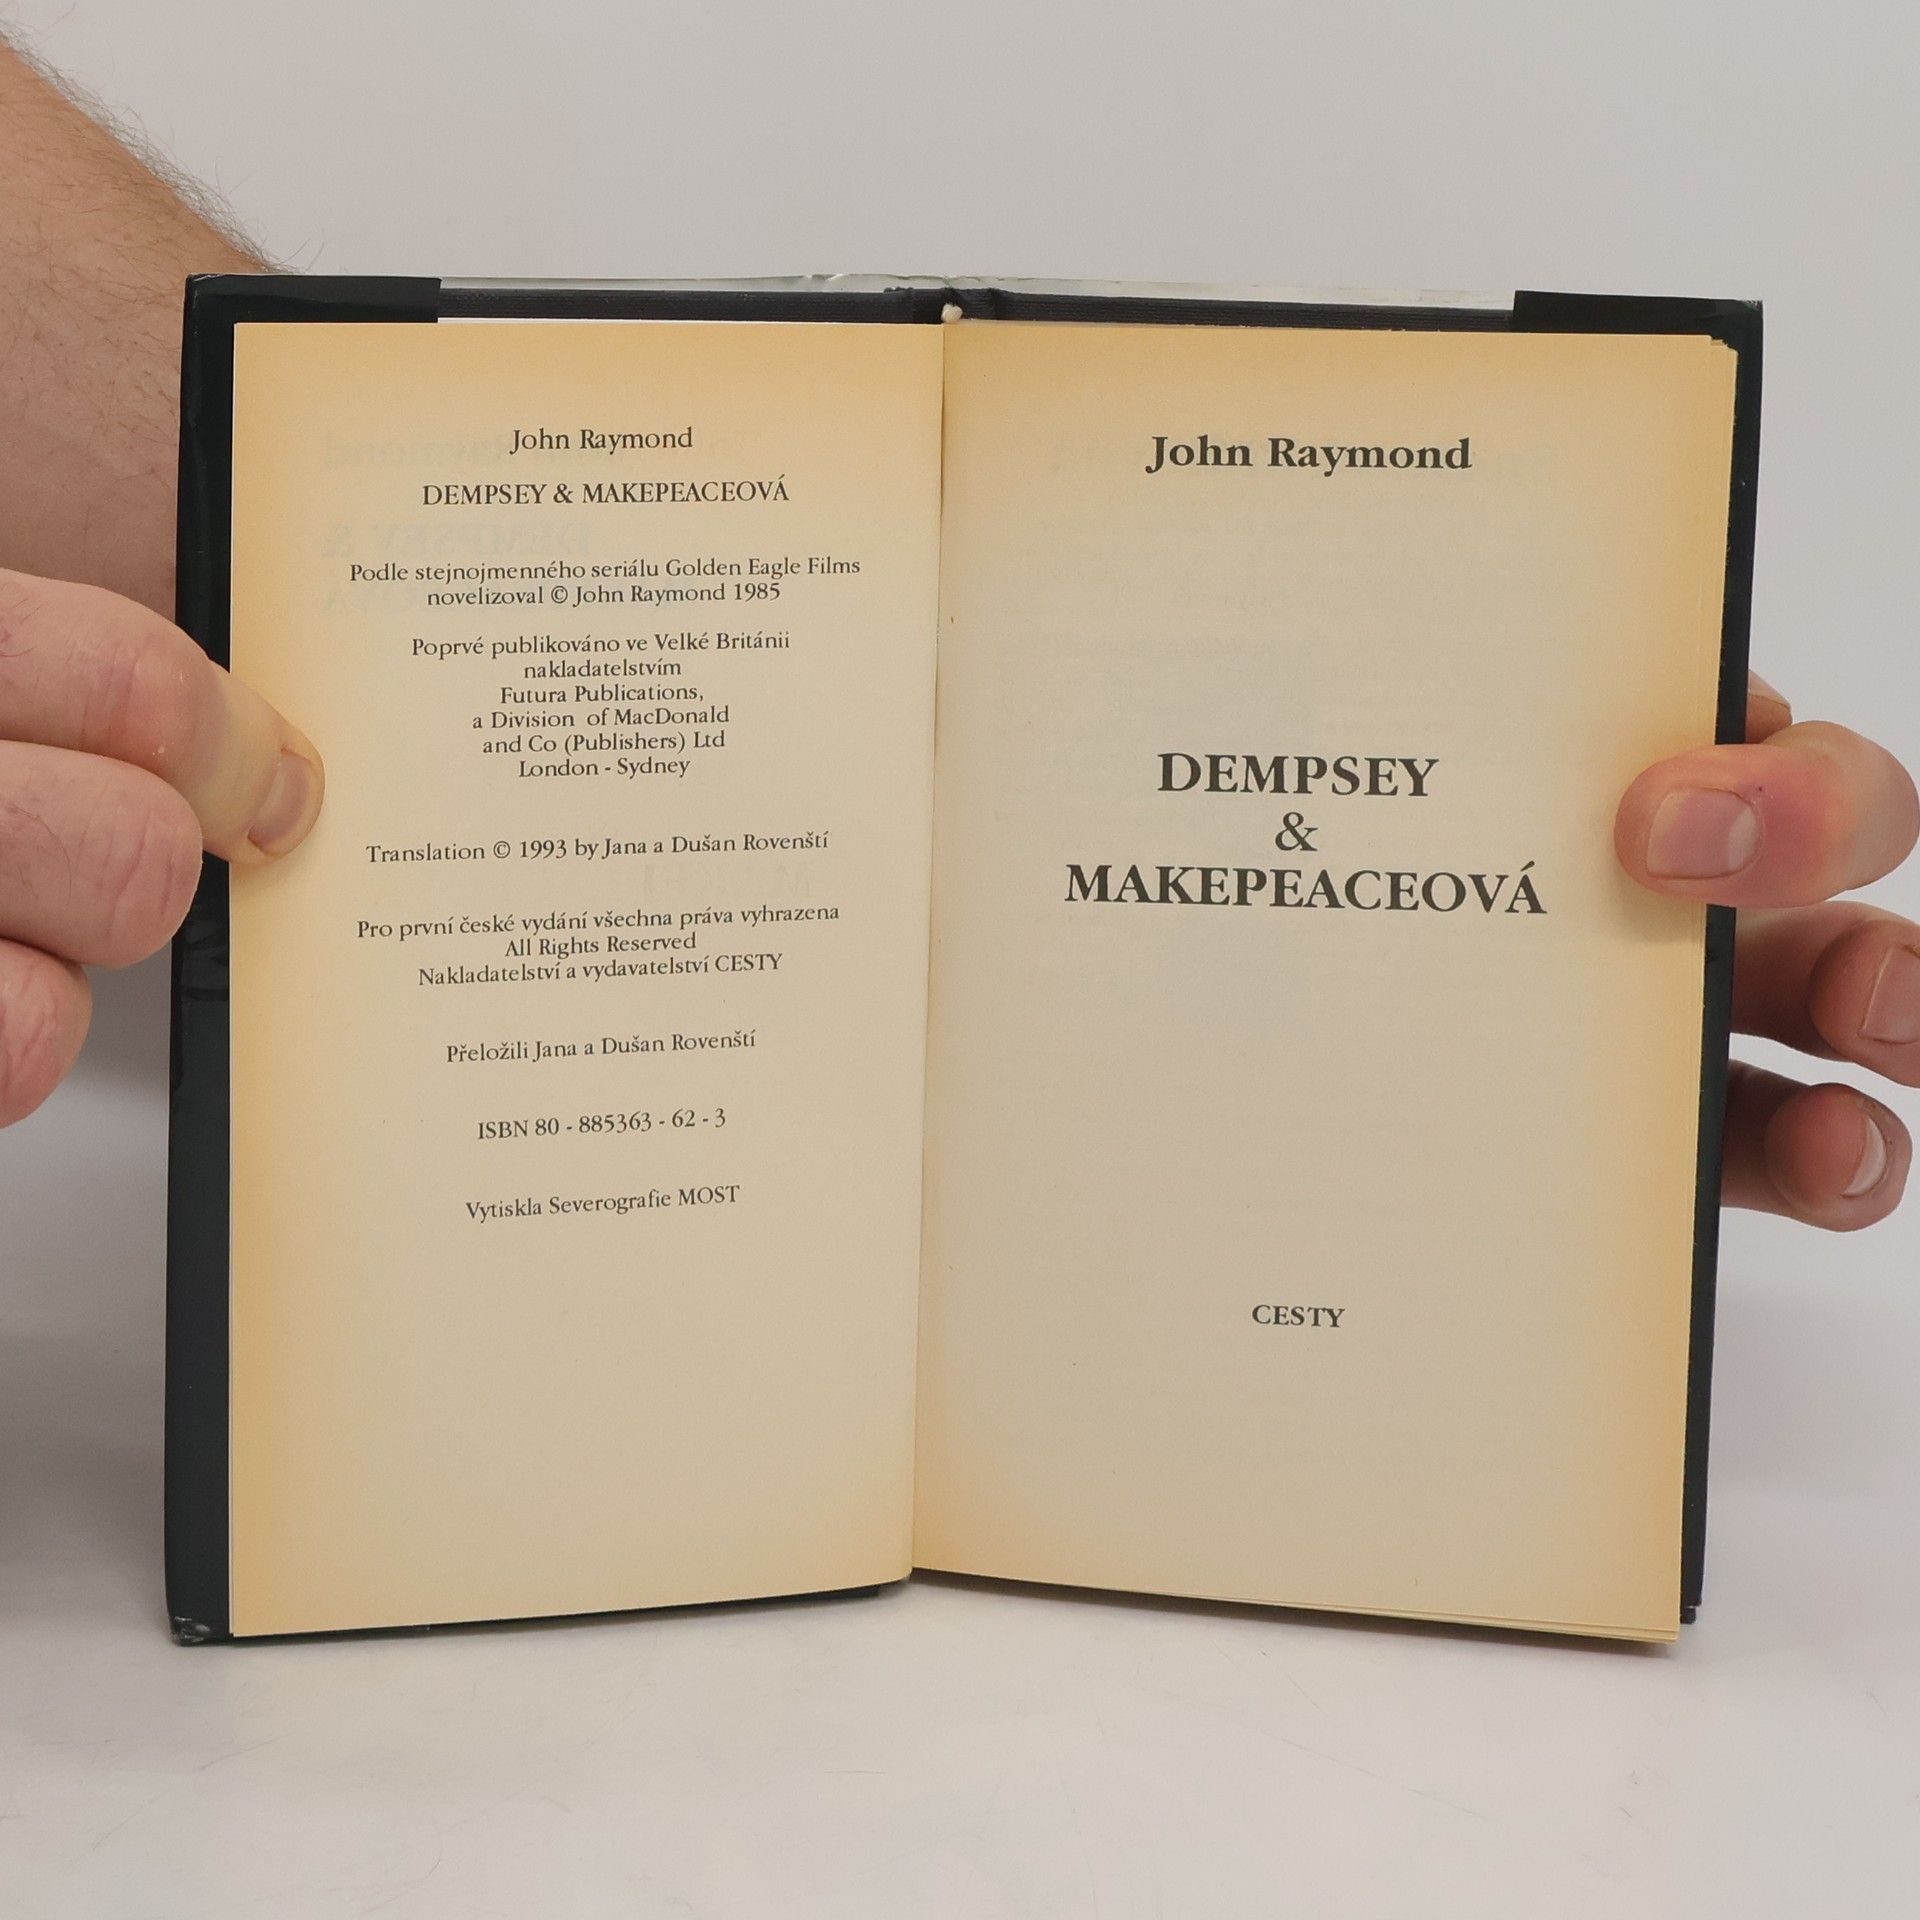 John Raymond
DEMPSEY & MAKEPEACEOVÁ
Podle stejnojmenného seriálu Golden Eagle Films
novelizoval © John Raymond 1985
Poprvé publikováno ve Velké Británii
nakladatelstvím
Futura Publications,
a Division of MacDonald
and Co (Publishers) Ltd
London - Sydney
Translation © 1993 by Jana a Dušan Rovenští
Pro první české vydání všechna práva vyhrazena
All Rights Reserved
Nakladatelství a vydavatelství CESTY
Přeložili Jana a Dušan Rovenští
ISBN 80 - 885363 - 62 - 3
Vytiskla Severografie MOST
John Raymond
DEMPSEY
&
MAKEPEACEOVÁ
CESTY